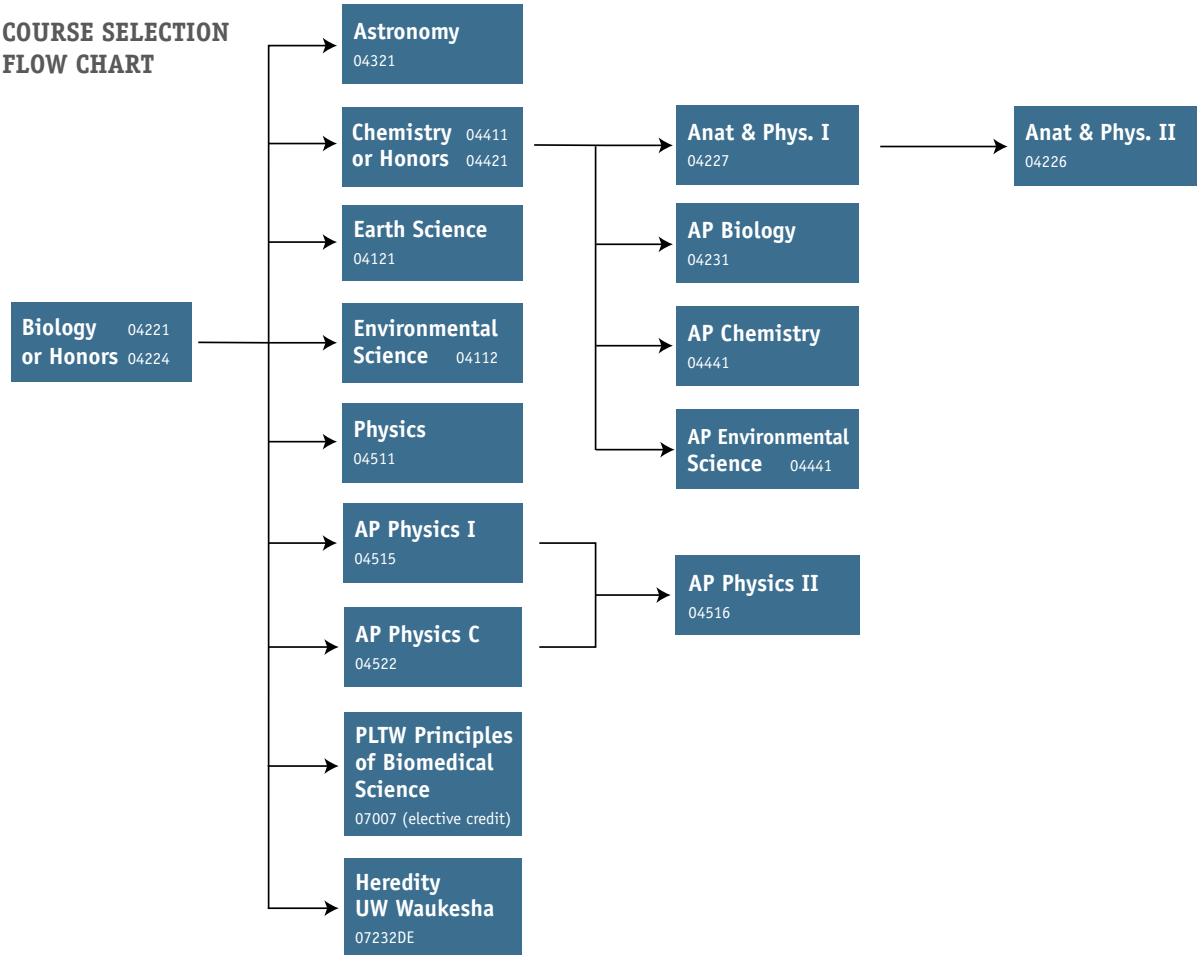 COURSE SELECTION
FLOW CHART
Biology 04221
or Honors 04224
Astronomy
04321
Chemistry 04411
or Honors 04421
Earth Science
04121
Environmental
Science 04112
Physics
04511
AP Physics I
04515
AP Physics C
04522
PLTW Principles
of Biomedical
Science
07007 (elective credit)
Heredity
UW Waukesha
07232DE
Anat & Phys. I
04227
AP Biology
04231
AP Chemistry
04441
AP Environmental
Science 04441
AP Physics II
04516
Anat & Phys. II
04226